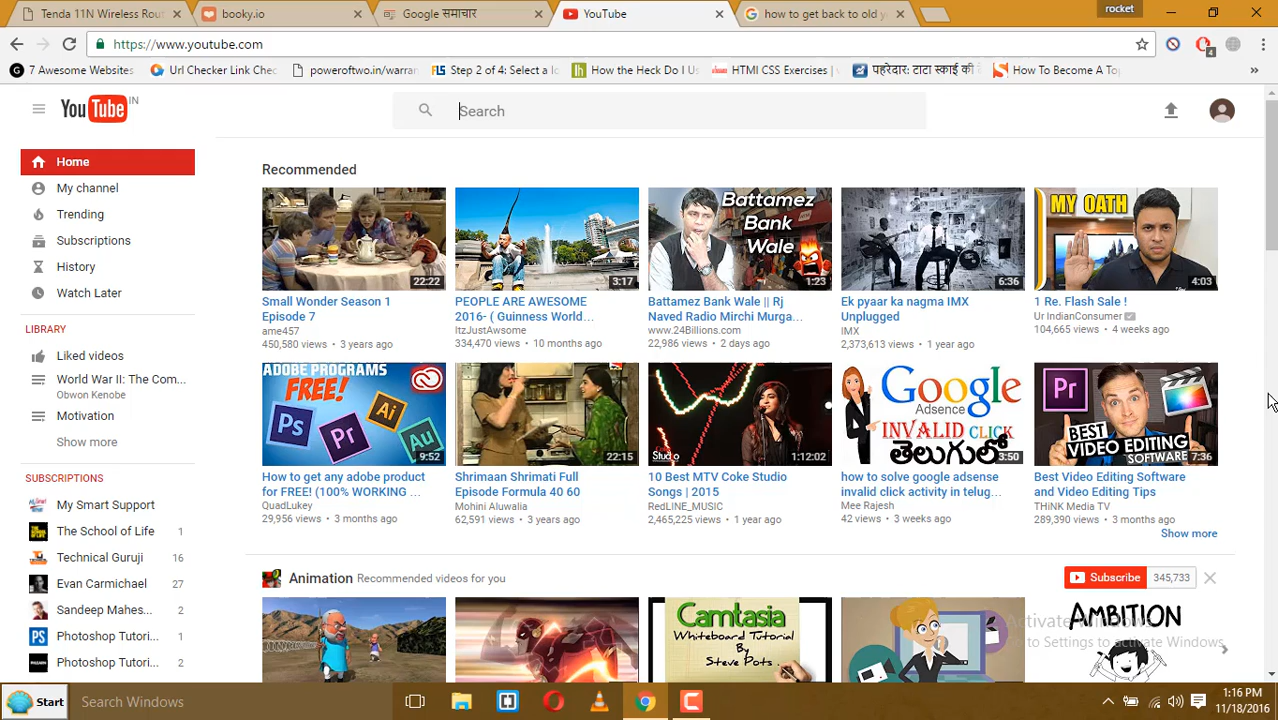 Tenda 11N Wireless Rou
booky.io
Google समाचार
YouTube
how to get back to old y
rocket
https://www.youtube.com
4
7 Awesome Websites
Url Checker Link Chec
poweroftwo.in/warran
Step 2 of 4: Select a lo
How the Heck Do I Us
HTMl CSS Exercises |
पहरेदार: टाटा स्काई की
How To Become A Top
YouTube IN
Search
Home
My channel
Trending
Subscriptions
History
Watch Later
LIBRARY
Liked videos
World War II: The Com...
Obwon Kenobe
Motivation
Show more
SUBSCRIPTIONS
My Smart Support
The School of Life 1
Technical Guruji 16
Evan Carmichael 27
Sandeep Mahes... 2
Photoshop Tutori... 1
Photoshop Tutori... 2
Recommended
22:22
Small Wonder Season 1
Episode 7
ame457
450,580 views • 3 years ago
3:17
PEOPLE ARE AWESOME
2016- ( Guinness World...
ItzJustAwsome
334,470 views • 10 months ago
Battamez
Bank
Wale
1:23
Battamez Bank Wale || Rj
Naved Radio Mirchi Murga...
www.24Billions.com
22,986 views • 2 days ago
6:36
Ek pyaar ka nagma IMX
Unplugged
IMX
2,373,613 views • 1 year ago
MY OATH
4:03
1 Re. Flash Sale !
Ur IndianConsumer
104,665 views • 4 weeks ago
ADOBE PROGRAMS
FREE!
Ps
Pr
Ai
Au
9:52
How to get any adobe product
for FREE! (100% WORKING ...
QuadLukey
29,956 views • 3 months ago
22:15
Shrimaan Shrimati Full
Episode Formula 40 60
Mohini Aluwalia
62,591 views • 3 years ago
1:12:02
10 Best MTV Coke Studio
Songs | 2015
RedLINE_MUSIC
2,465,225 views • 1 year ago
Google
Adsence
INVALID CLICK
తెలుగులో
3:50
how to solve google adsense
invalid click activity in telug...
Mee Rajesh
42 views • 3 weeks ago
Pr
BEST
VIDEO EDITING
SOFTWARE
7:36
Best Video Editing Software
and Video Editing Tips
THiNK Media TV
289,390 views • 3 months ago
Show more
Animation Recommended videos for you
Subscribe 345,733
Camtasia
Whiteboard Tutorial
By
Steve Pots
AMBITION
Activate Windows
Go to Settings to activate Windows.
Start
Search Windows
1:16 PM
11/18/2016